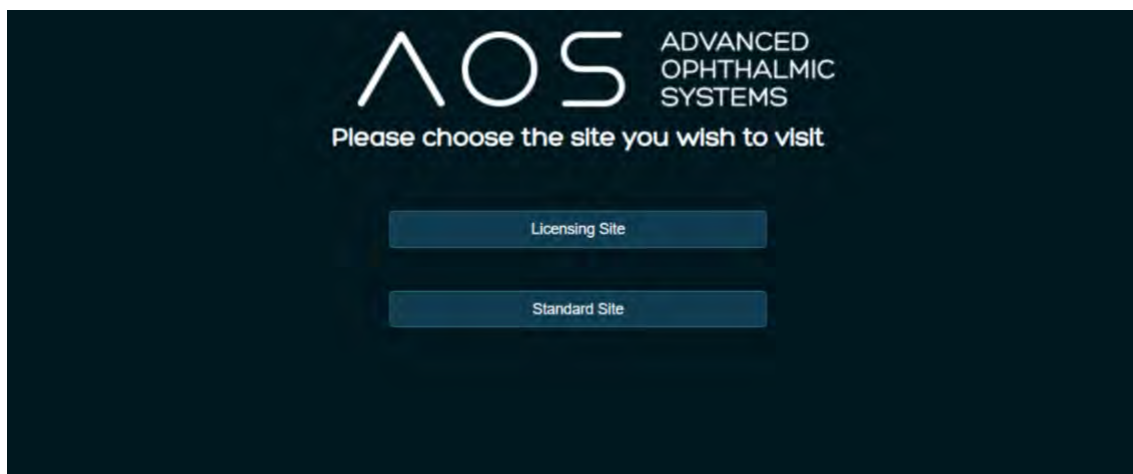 AOS
ADVANCED
OPHTHALMIC
SYSTEMS
Please choose the site you wish to visit
Licensing Site
Standard Site